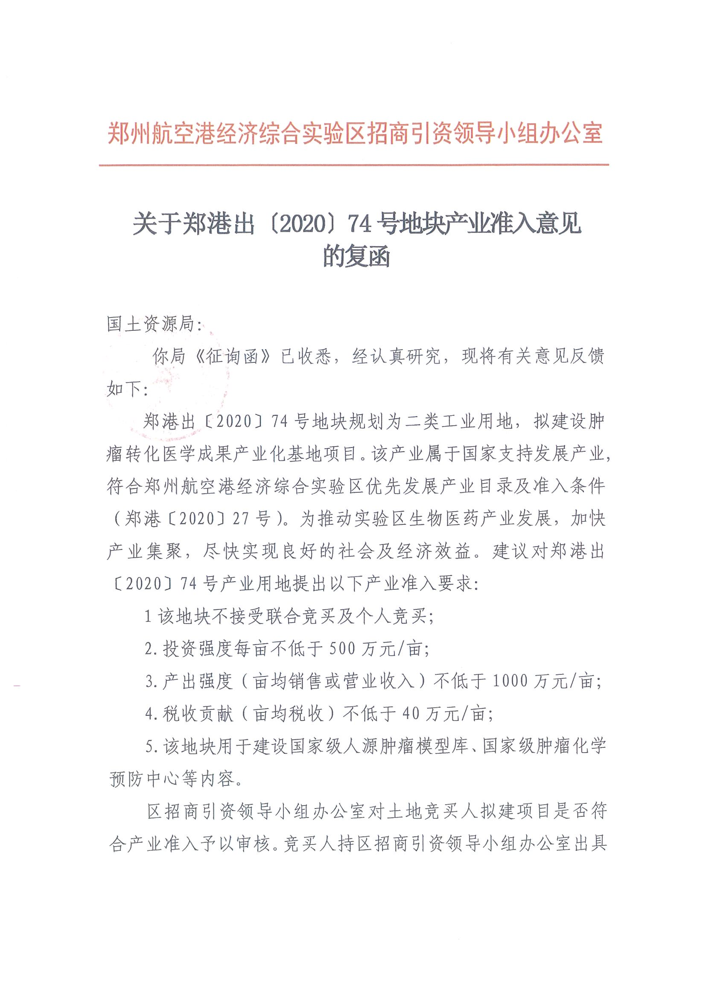 郑州航空港经济综合实验区招商引资领导小组办公室
关于郑港出〔2020〕74号地块产业准入意见
的复函
国土资源局：
你局《征询函》已收悉，经认真研究，现将有关意见反馈
如下：
郑港出〔2020〕74号地块规划为二类工业用地，拟建设肿
瘤转化医学成果产业化基地项目。该产业属于国家支持发展产业，
符合郑州航空港经济综合实验区优先发展产业目录及准入条件
（郑港〔2020〕27号）。为推动实验区生物医药产业发展，加快
产业集聚，尽快实现良好的社会及经济效益。建议对郑港出
〔2020〕74号产业用地提出以下产业准入要求：
1该地块不接受联合竞买及个人竞买；
2.投资强度每亩不低于500万元/亩；
3.产出强度（亩均销售或营业收入）不低于1000万元/亩；
4.税收贡献（亩均税收）不低于40万元/亩；
5.该地块用于建设国家级人源肿瘤模型库、国家级肿瘤化学
预防中心等内容。
区招商引资领导小组办公室对土地竞买人拟建项目是否符
合产业准入予以审核。竞买人持区招商引资领导小组办公室出具